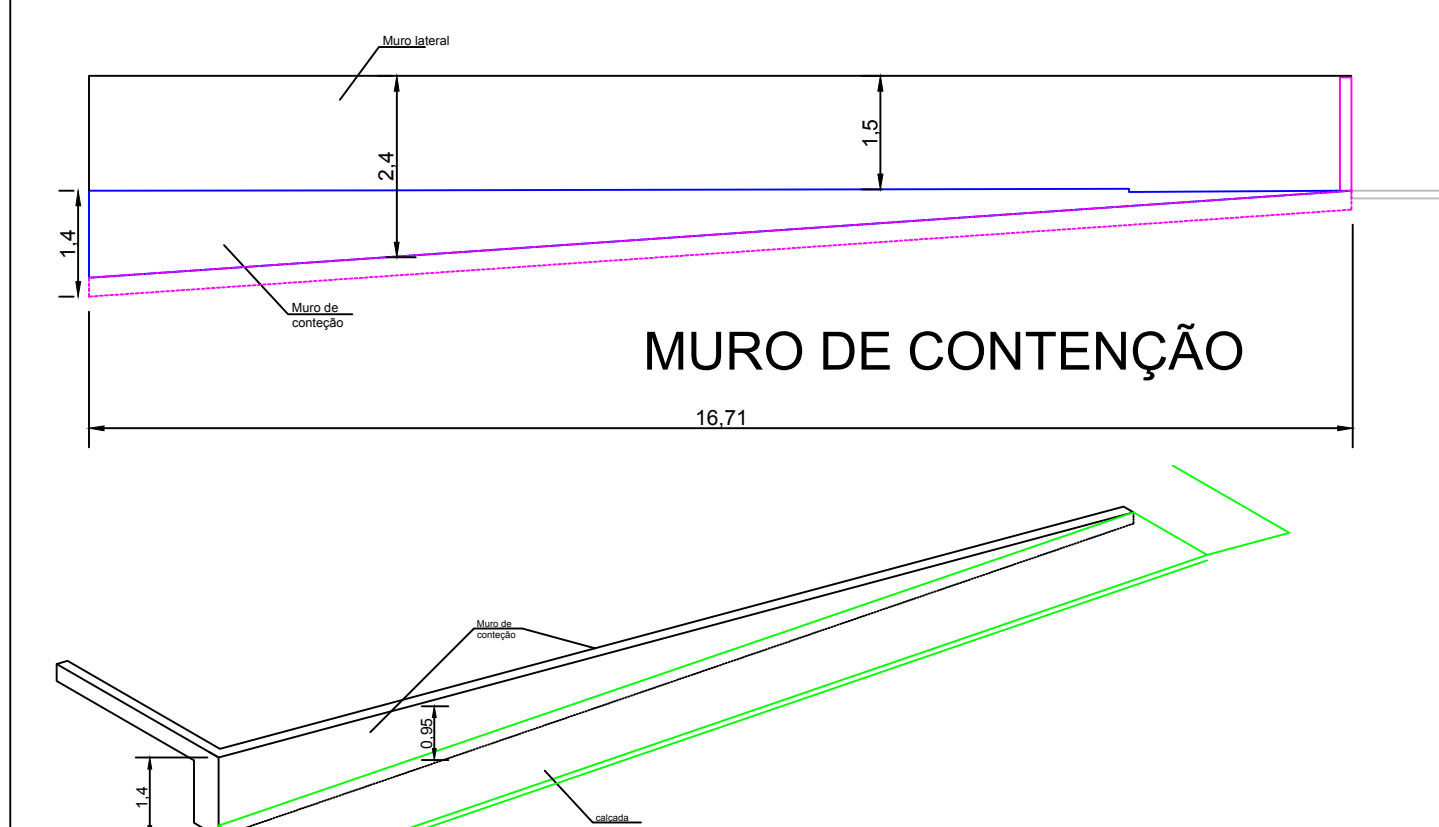 Muro lateral
2,4
1,5
1,4
Muro de
conteção
MURO DE CONTENÇÃO
16,71
Muro de
conteção
0,95
1,4
calcada